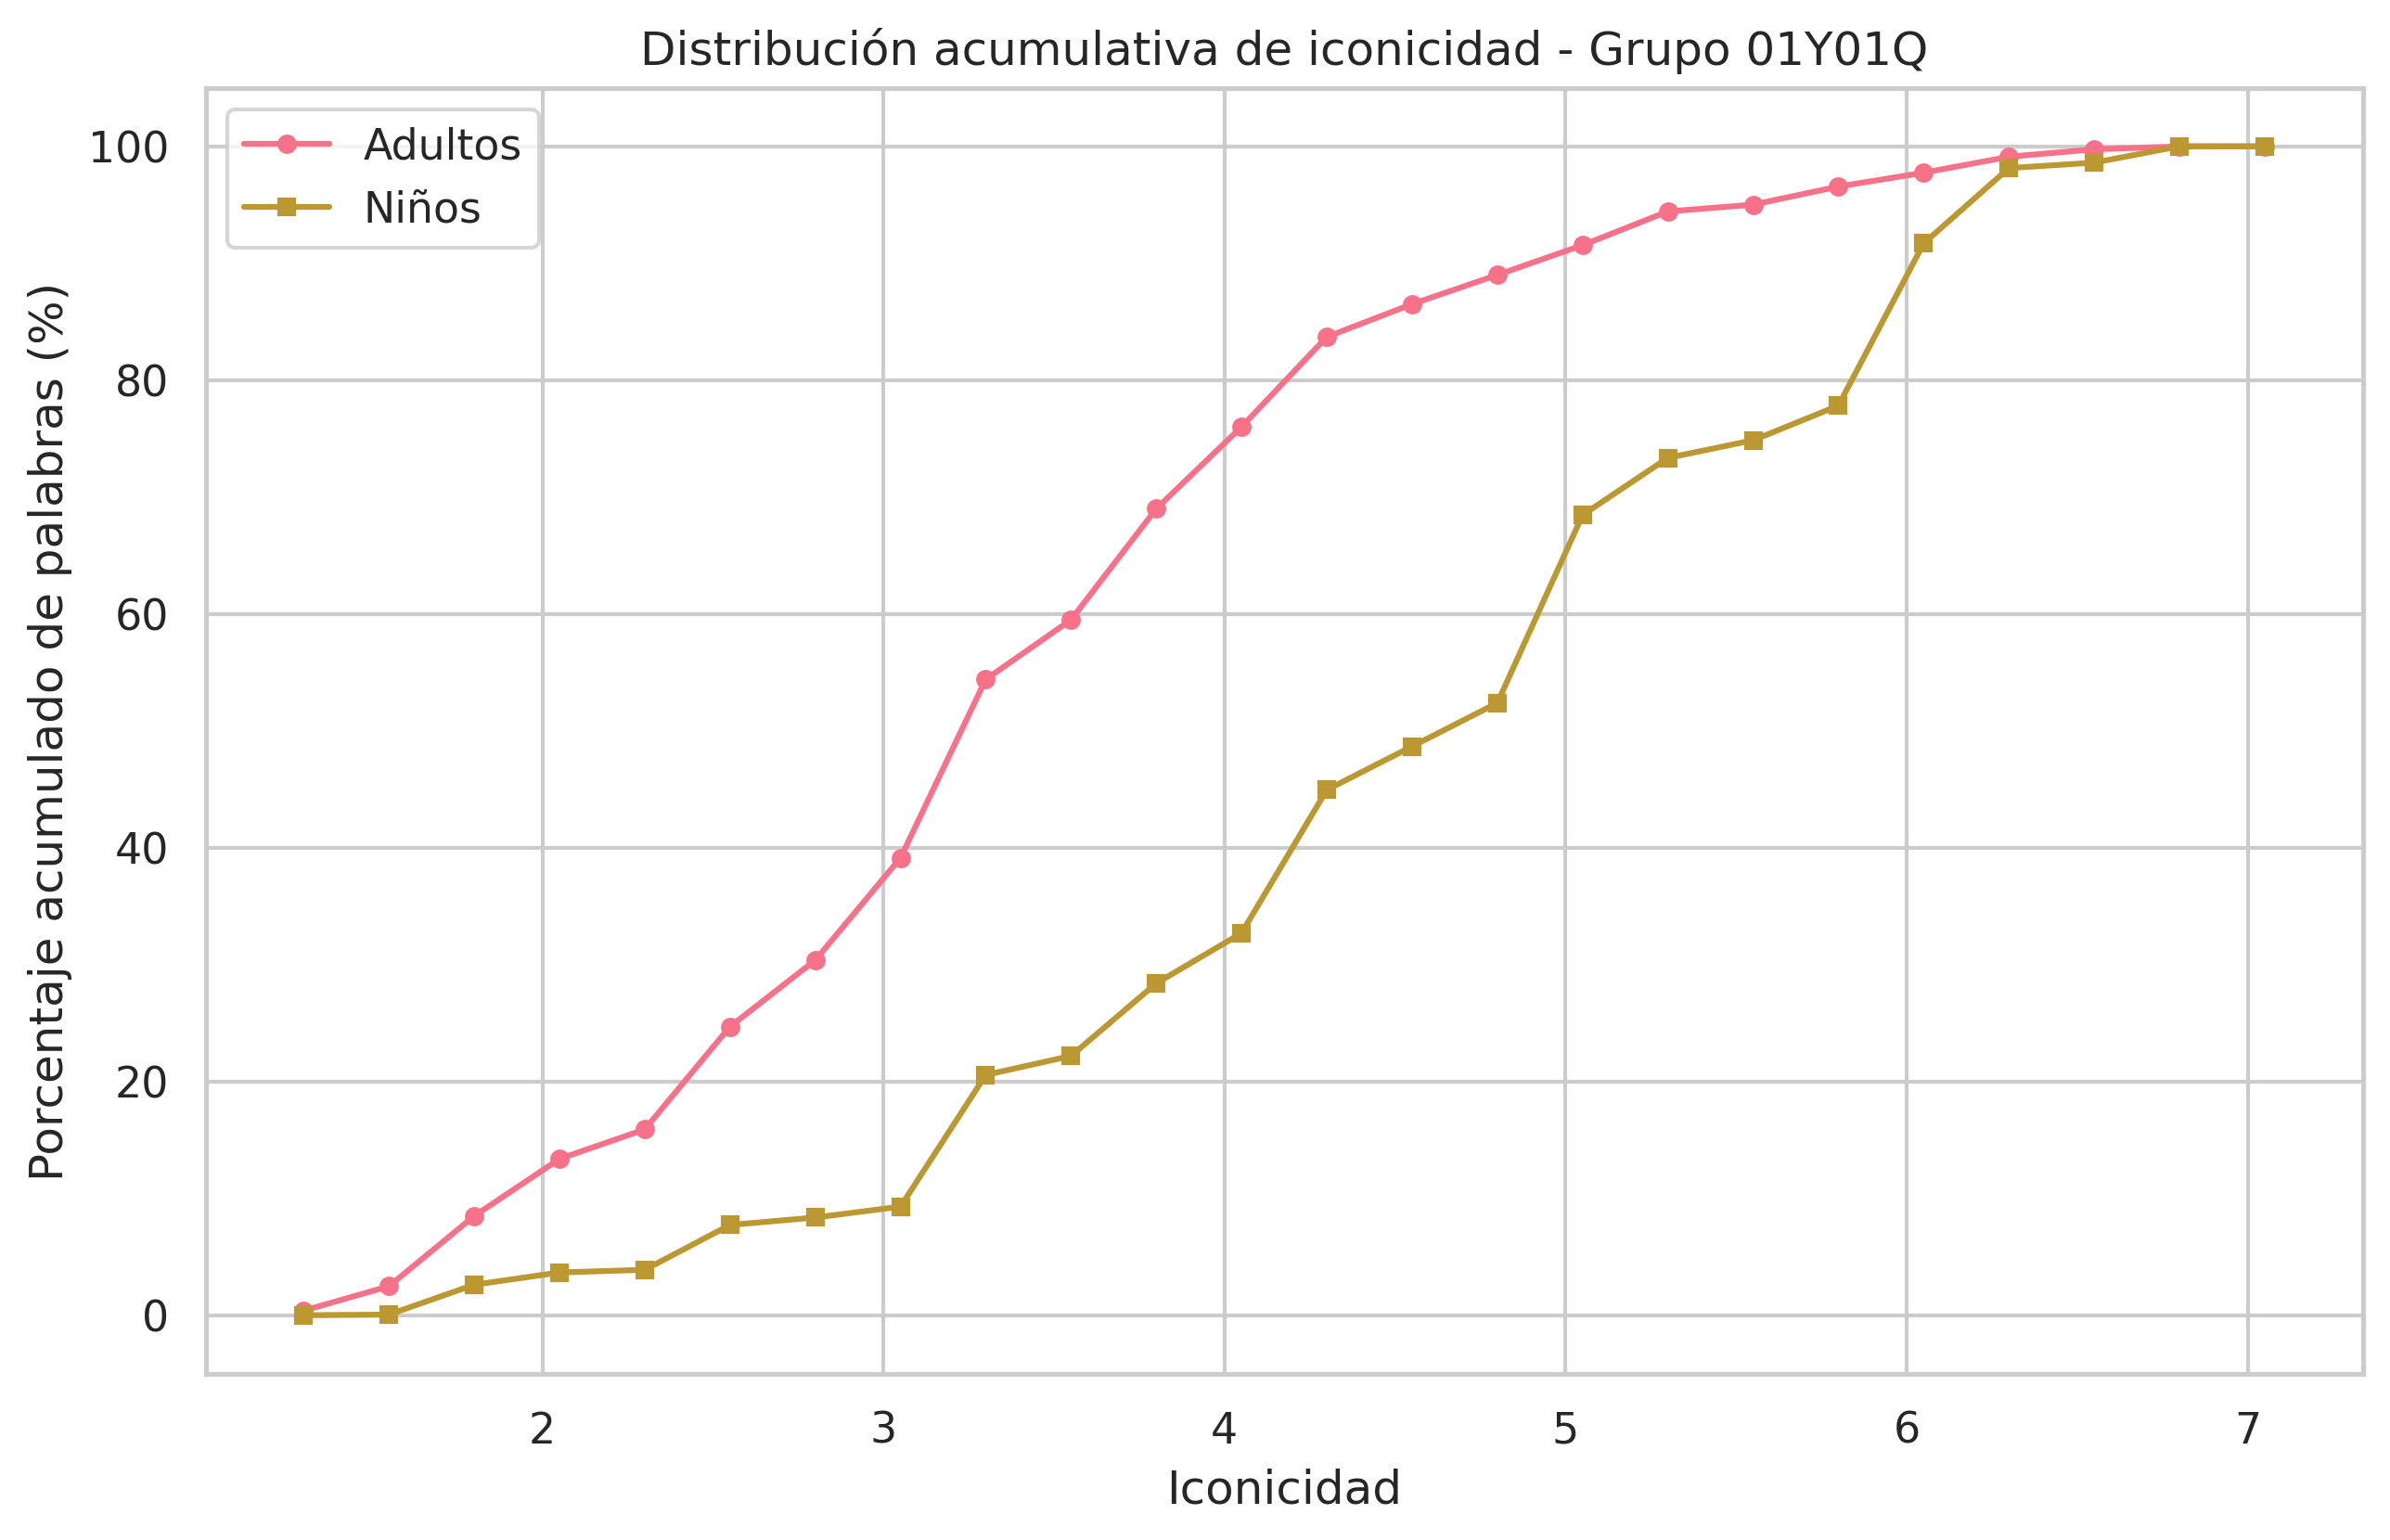 Distribución acumulativa de iconicidad - Grupo 01Y01Q
Adultos
Niños
Porcentaje acumulado de palabras (%)
100
80
60
40
20
0
2 3 4 5 6 7
Iconicidad